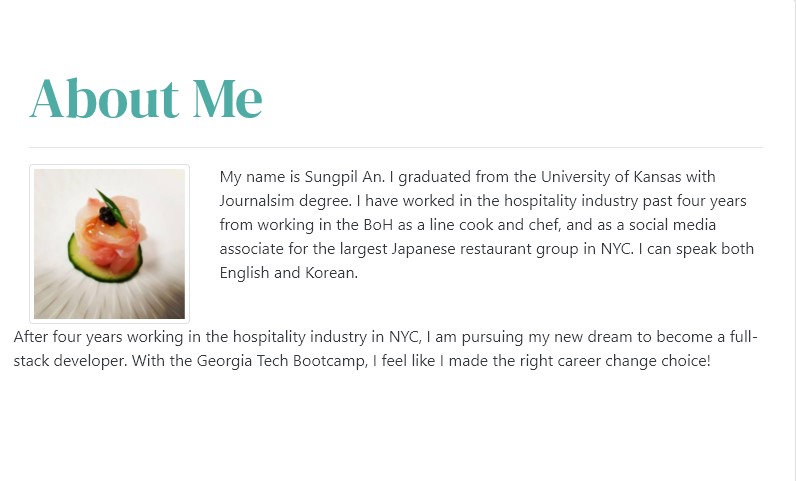 About Me
My name is Sungpil An. I graduated from the University of Kansas with
Journalsim degree. I have worked in the hospitality industry past four years
from working in the BoH as a line cook and chef, and as a social media
associate for the largest Japanese restaurant group in NYC. I can speak both
English and Korean.
After four years working in the hospitality industry in NYC, I am pursuing my new dream to become a full-
stack developer. With the Georgia Tech Bootcamp, I feel like I made the right career change choice!